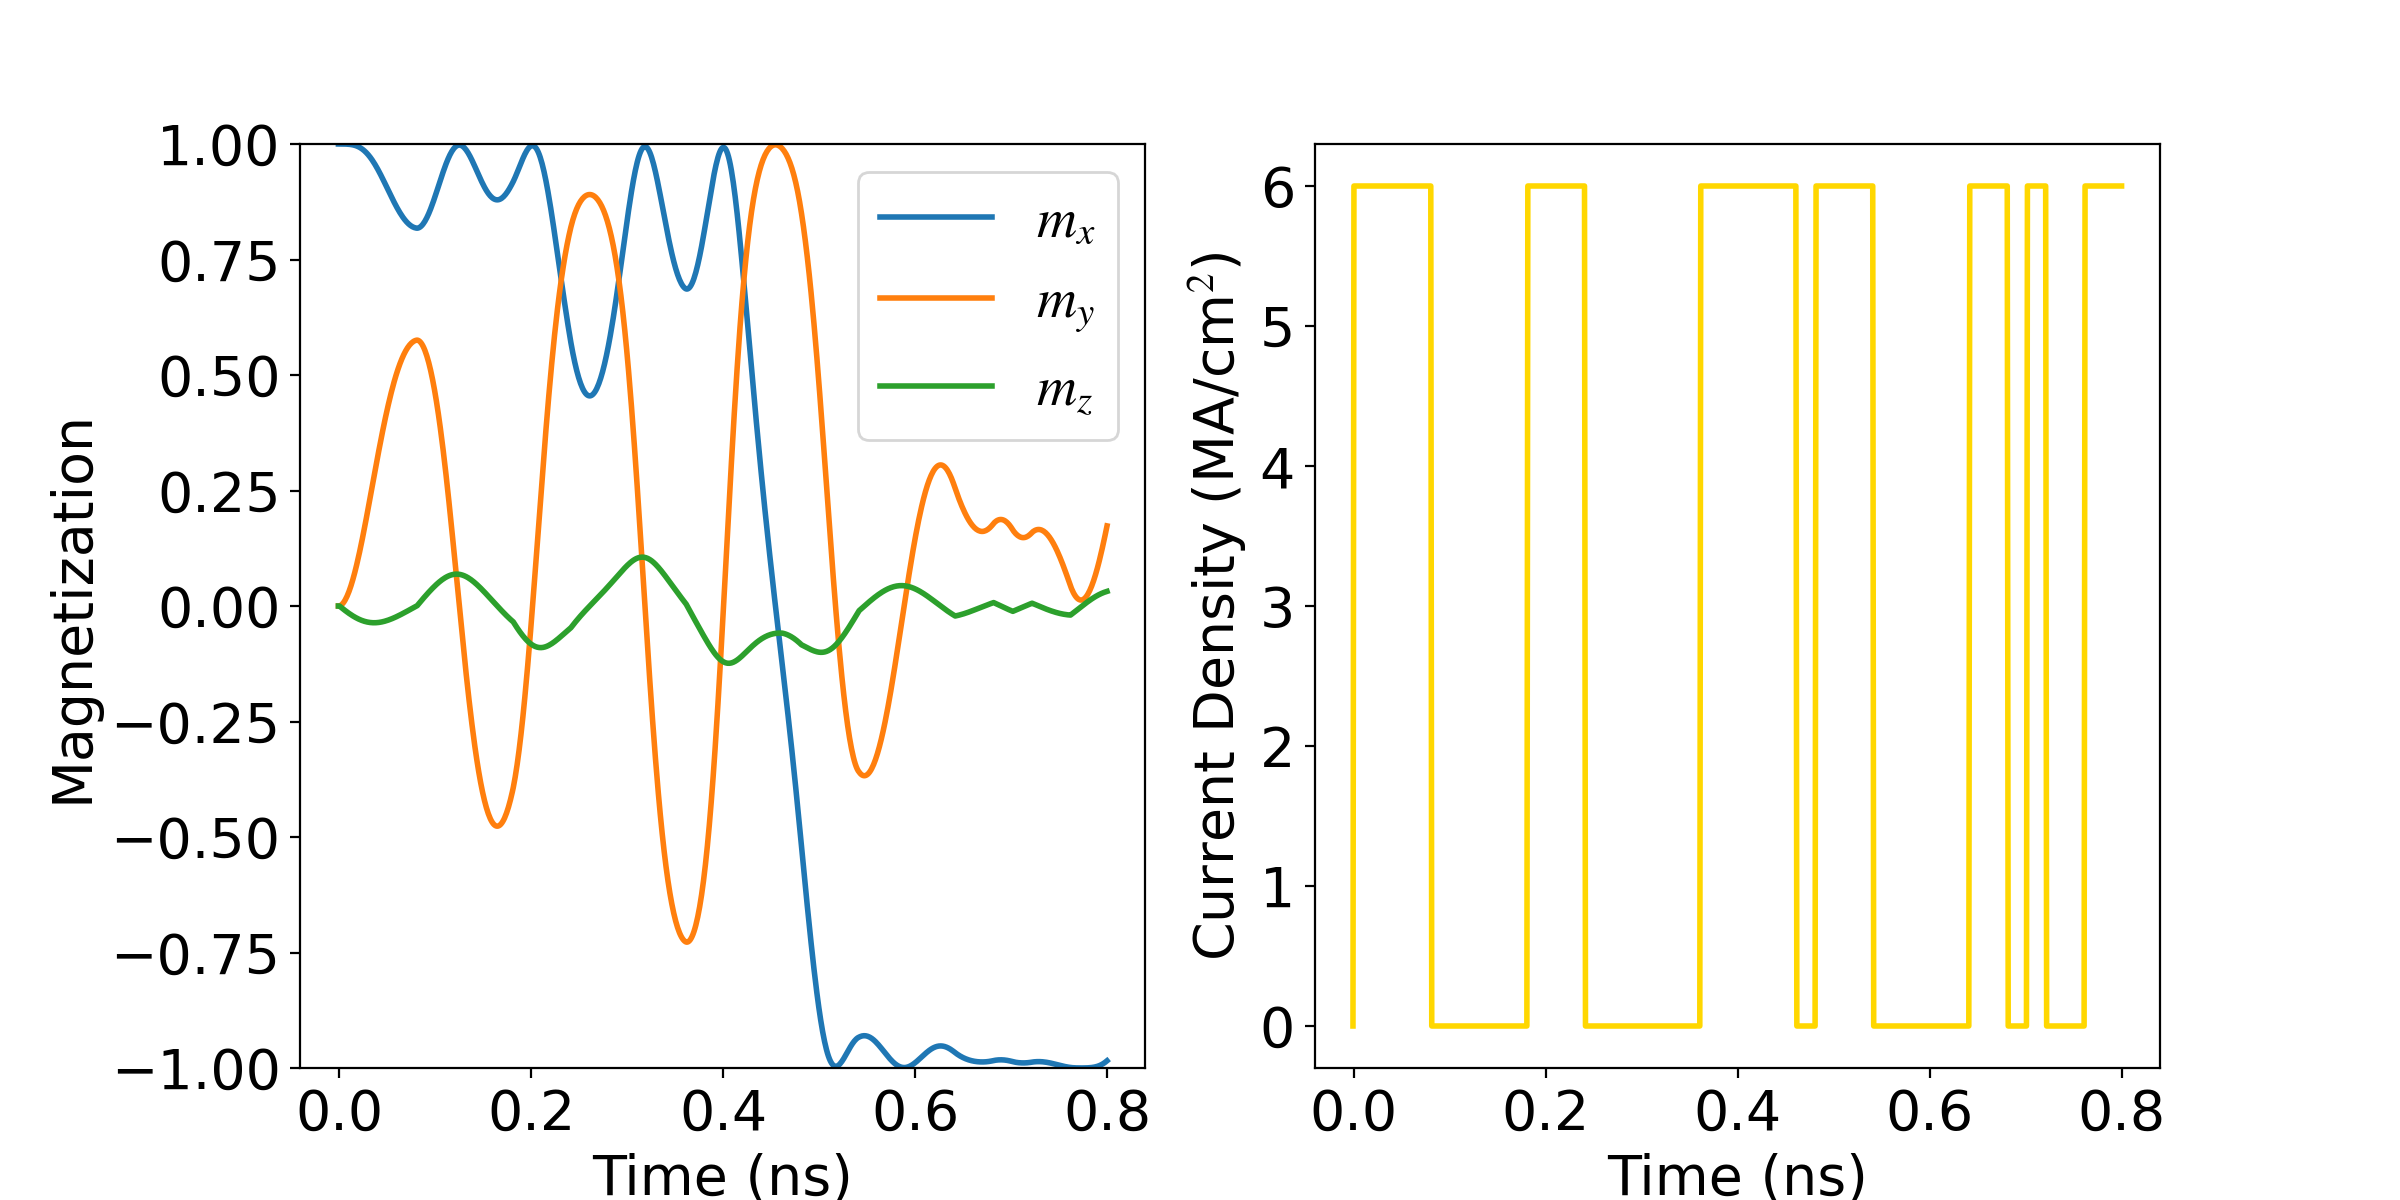 Magnetization
1.00
0.75
0.50
0.25
0.00
−0.25
−0.50
−0.75
−1.00
0.0 0.2 0.4 0.6 0.8
Time (ns)
m_x
m_y
m_z
Current Density (MA/cm²)
6
5
4
3
2
1
0
0.0 0.2 0.4 0.6 0.8
Time (ns)